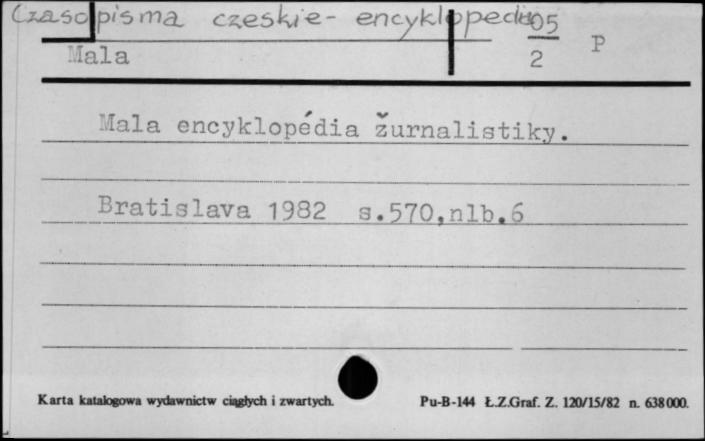 Czasopisma czeskie - encyklopedie 05
Mala 2 P
Mala encyklopédia žurnalistiky.
Bratislava 1982 s.570,nlb.6
Karta katalogowa wydawnictw ciągłych i zwartych. Pu-B-144 Ł.Z.Graf. Z. 120/15/82 n. 638000.